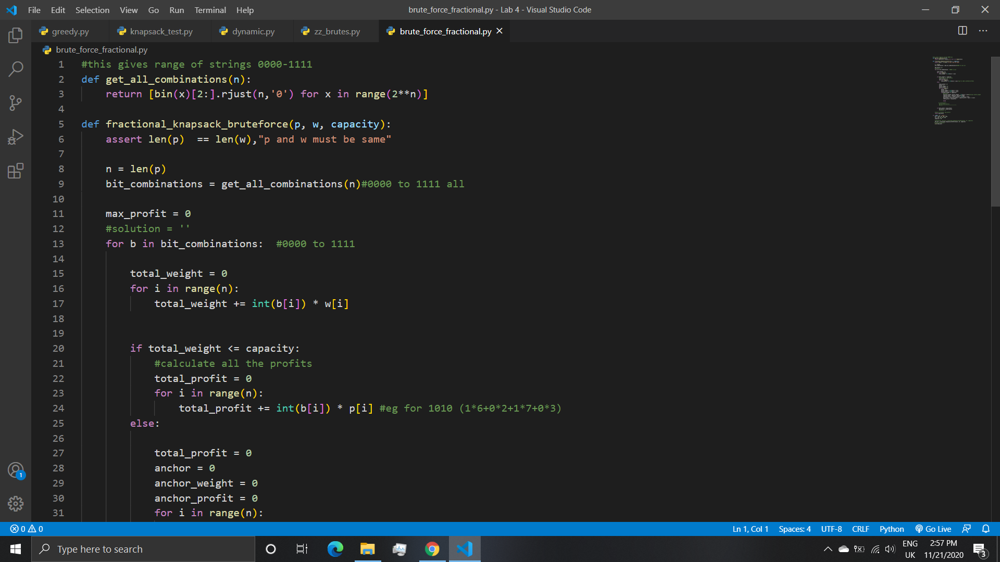 File Edit Selection View Go Run Terminal Help
brute_force_fractional.py - Lab 4 - Visual Studio Code
greedy.py knapsack_test.py dynamic.py zz_brutes.py brute_force_fractional.py
brute_force_fractional.py
1 #this gives range of strings 0000-1111
2 def get_all_combinations(n):
3     return [bin(x)[2:].rjust(n,'0') for x in range(2**n)]
4
5 def fractional_knapsack_bruteforce(p, w, capacity):
6     assert len(p)  == len(w),"p and w must be same"
7
8     n = len(p)
9     bit_combinations = get_all_combinations(n)#0000 to 1111 all
10
11     max_profit = 0
12     #solution = ''
13     for b in bit_combinations:  #0000 to 1111
14
15         total_weight = 0
16         for i in range(n):
17             total_weight += int(b[i]) * w[i]
18
19
20         if total_weight <= capacity:
21             #calculate all the profits
22             total_profit = 0
23             for i in range(n):
24                 total_profit += int(b[i]) * p[i] #eg for 1010 (1*6+0*2+1*7+0*3)
25         else:
26
27             total_profit = 0
28             anchor = 0
29             anchor_weight = 0
30             anchor_profit = 0
31             for i in range(n):
1
0 0 Ln 1, Col 1 Spaces: 4 UTF-8 CRLF Python Go Live
Type here to search
ENG
UK
2:57 PM
11/21/2020
3